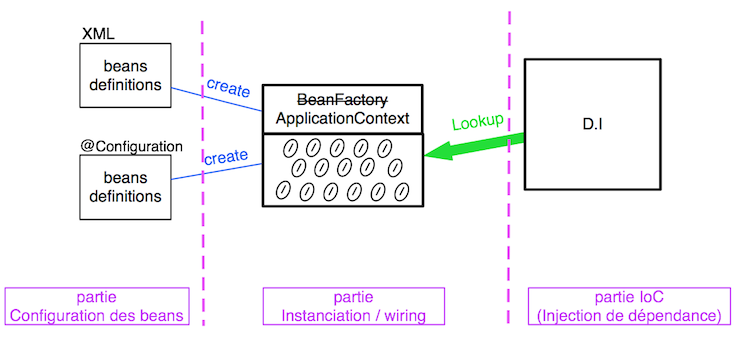 XML
beans
definitions
create
@Configuration
beans
definitions
create
BeanFactory
ApplicationContext
Lookup
D.I
partie
Configuration des beans
partie
Instanciation / wiring
partie IoC
(Injection de dépendance)